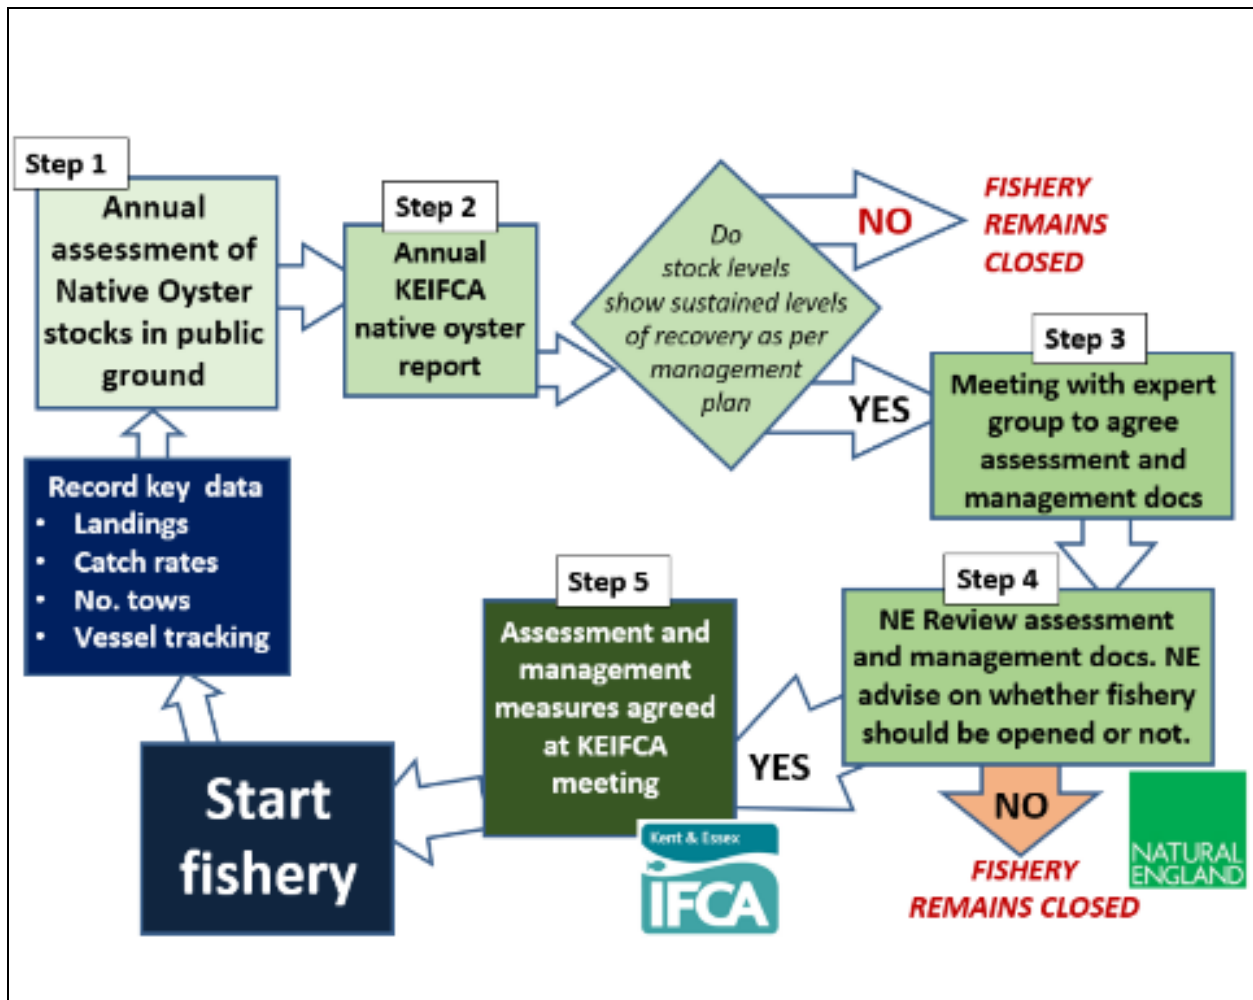 Step 1
Annual
assessment of
Native Oyster
stocks in public
ground
Step 2
Annual
KEIFCA
native oyster
report
Do
stock levels
show sustained levels
of recovery as per
management
plan
NO
FISHERY
REMAINS
CLOSED
YES
Step 3
Meeting with expert
group to agree
assessment and
management docs
Step 4
NE Review assessment
and management docs. NE
advise on whether fishery
should be opened or not.
NO
FISHERY
REMAINS CLOSED
NATURAL
ENGLAND
YES
Step 5
Assessment and
management
measures agreed
at KEIFCA
meeting
Kent & Essex
IFCA
Start
fishery
Record key data
• Landings
• Catch rates
• No. tows
• Vessel tracking